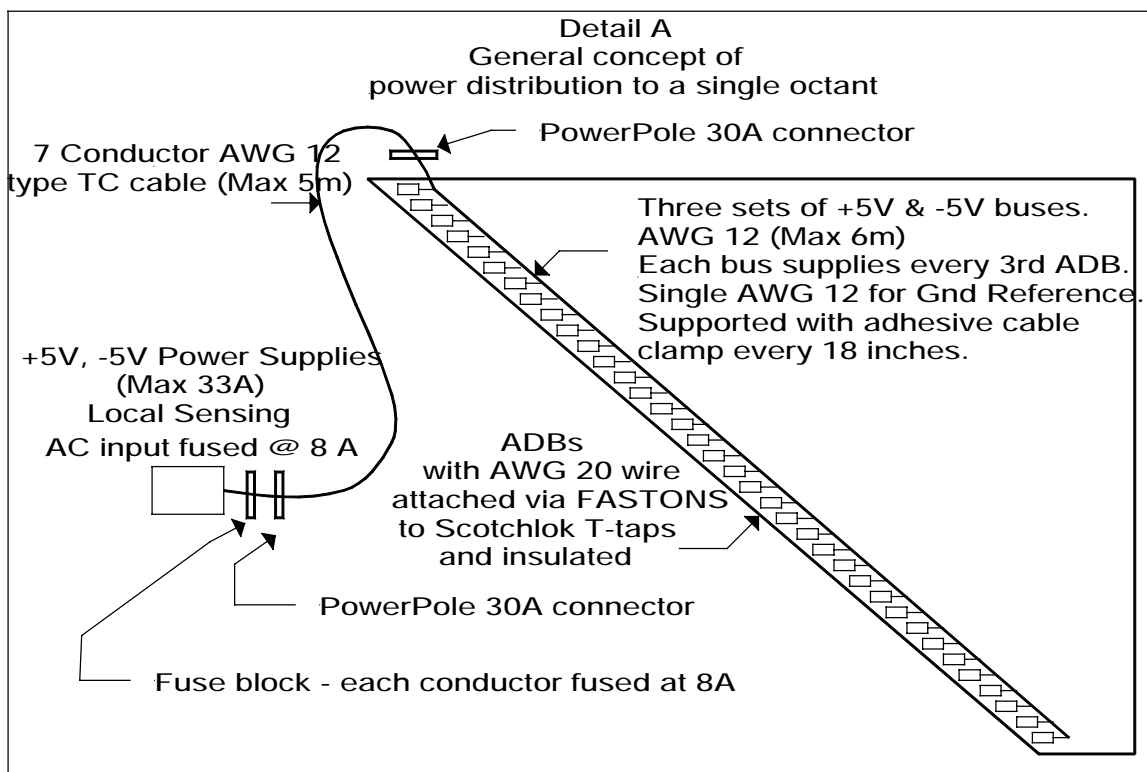 Detail A
General concept of
power distribution to a single octant
PowerPole 30A connector
7 Conductor AWG 12
type TC cable (Max 5m)
Three sets of +5V & -5V buses.
AWG 12 (Max 6m)
Each bus supplies every 3rd ADB.
Single AWG 12 for Gnd Reference.
Supported with adhesive cable
clamp every 18 inches.
+5V, -5V Power Supplies
(Max 33A)
Local Sensing
AC input fused @ 8 A
ADBs
with AWG 20 wire
attached via FASTONS
to Scotchlok T-taps
and insulated
PowerPole 30A connector
Fuse block - each conductor fused at 8A